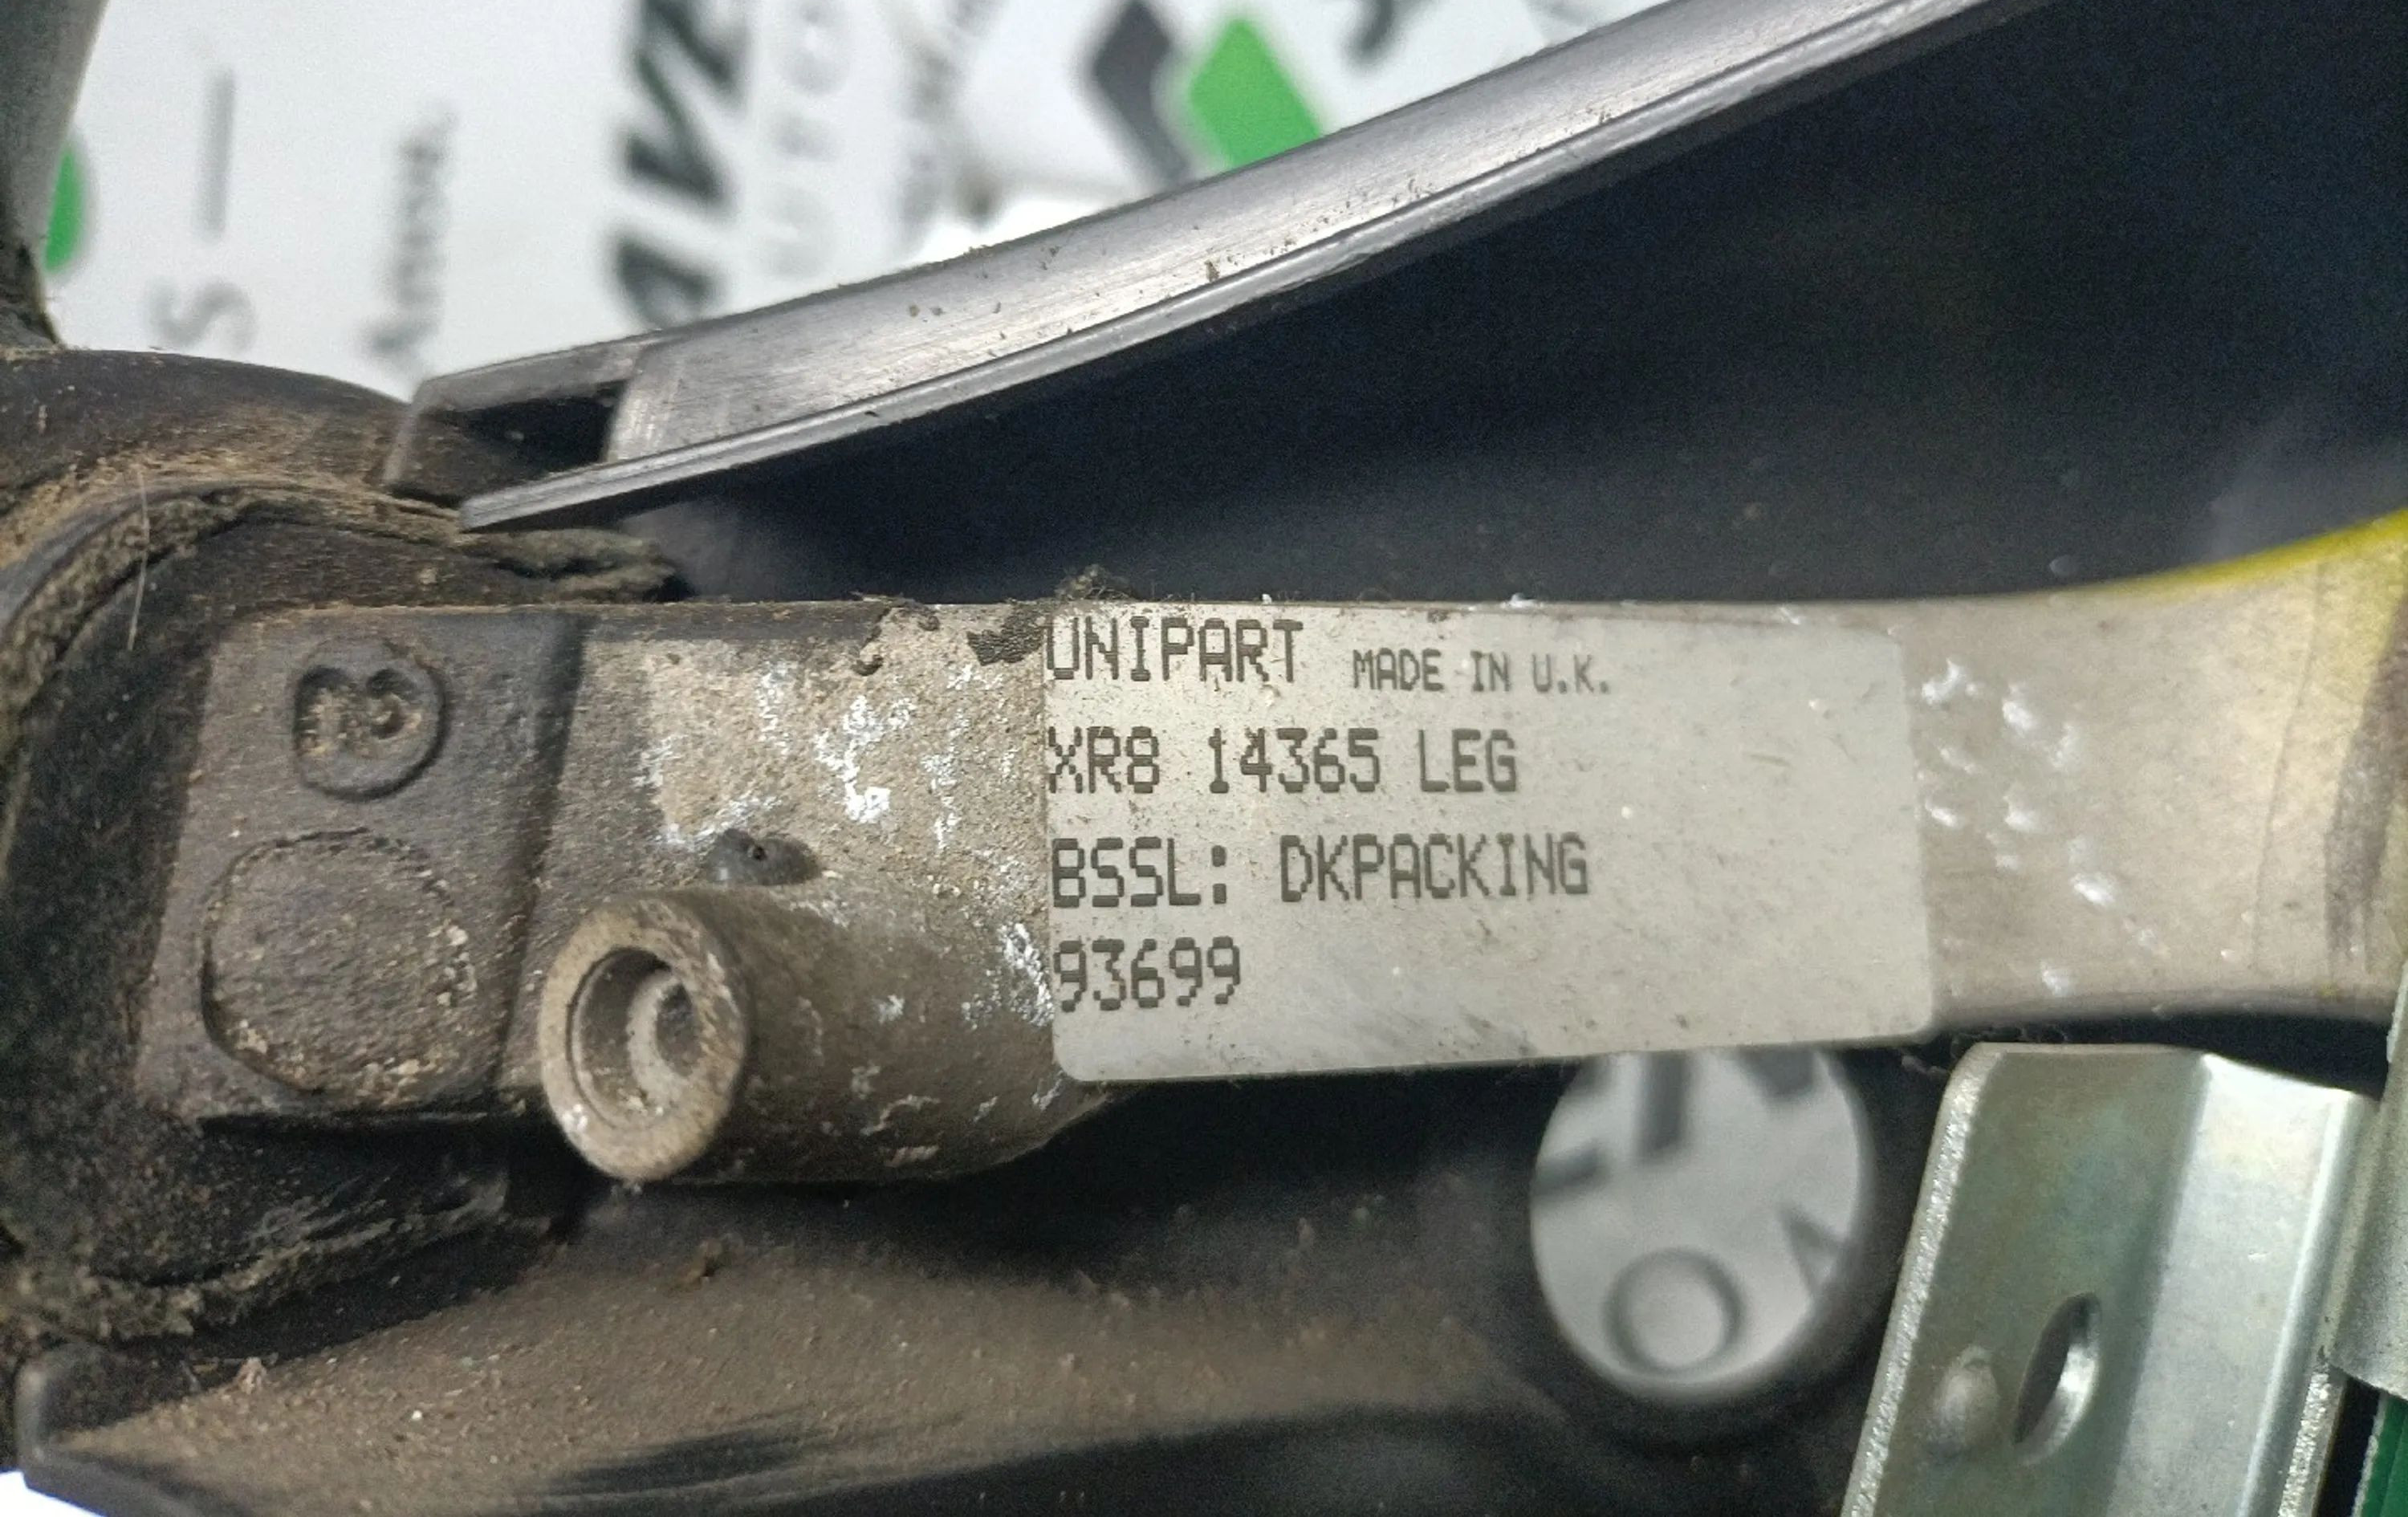 UNIPART MADE IN U.K.
XR8 14365 LEG
BSSL: DKPACKING
93699